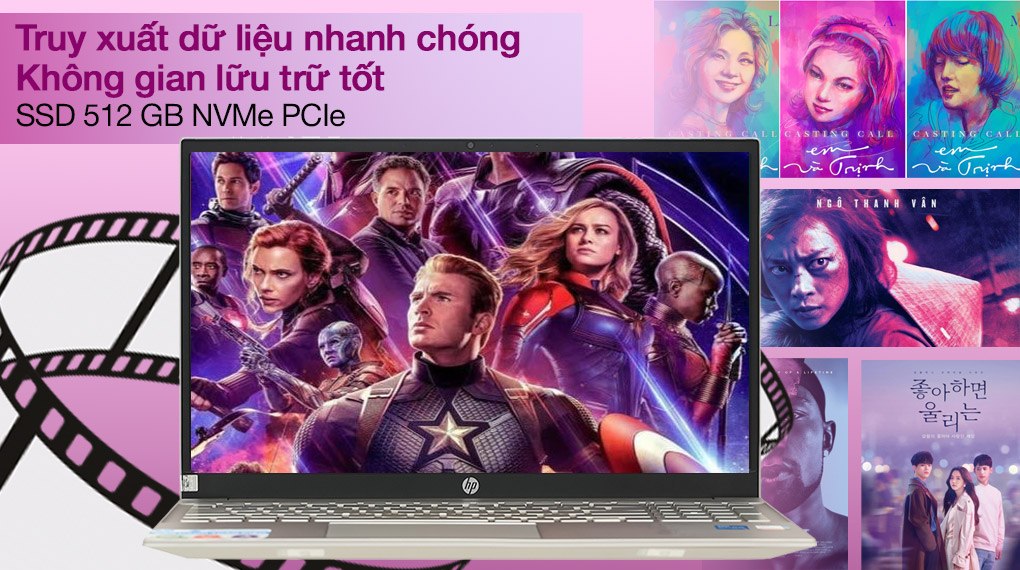 Truy xuất dữ liệu nhanh chóng
Không gian lữu trữ tốt
SSD 512 GB NVMe PCIe
L
A
M
CASTING CALL
em
và Trịnh
CASTING CALL
em
và Trịnh
CASTING CALL
em
và Trịnh
NGÔ THANH VÂN
OF A LIFETIME
좋아하면
울리는
hp